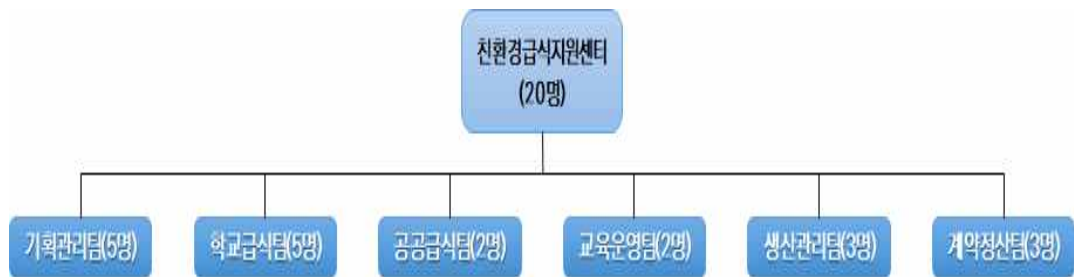 친환경급식지원센터
(20명)
기획관리팀(5명)
학교급식팀(5명)
공공급식팀(2명)
교육운영팀(2명)
생산관리팀(3명)
계약정산팀(3명)